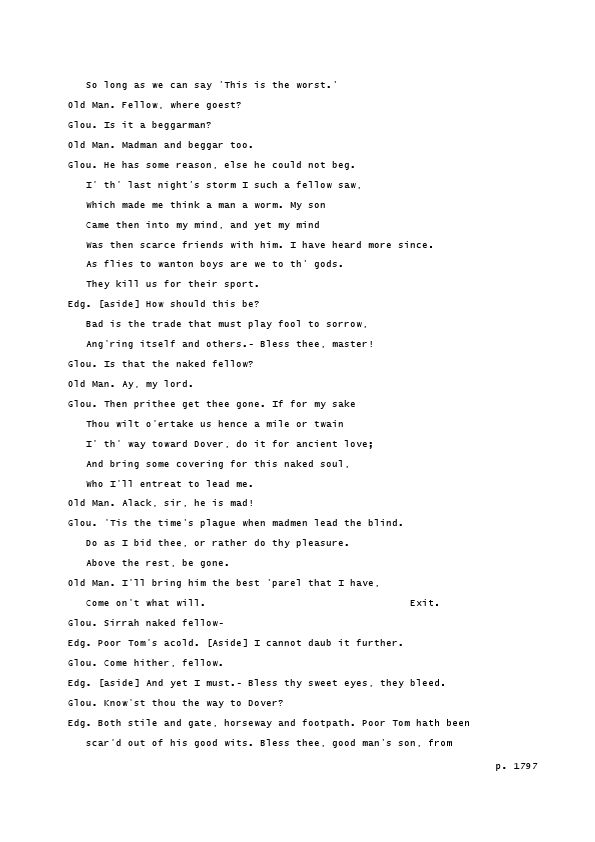 So long as we can say 'This is the worst.'
Old Man. Fellow, where goest?
Glou. Is it a beggarman?
Old Man. Madman and beggar too.
Glou. He has some reason, else he could not beg.
I' th' last night's storm I such a fellow saw,
Which made me think a man a worm. My son
Came then into my mind, and yet my mind
Was then scarce friends with him. I have heard more since.
As flies to wanton boys are we to th' gods.
They kill us for their sport.
Edg. [aside] How should this be?
Bad is the trade that must play fool to sorrow,
Ang'ring itself and others.- Bless thee, master!
Glou. Is that the naked fellow?
Old Man. Ay, my lord.
Glou. Then prithee get thee gone. If for my sake
Thou wilt o'ertake us hence a mile or twain
I' th' way toward Dover, do it for ancient love;
And bring some covering for this naked soul,
Who I'll entreat to lead me.
Old Man. Alack, sir, he is mad!
Glou. 'Tis the time's plague when madmen lead the blind.
Do as I bid thee, or rather do thy pleasure.
Above the rest, be gone.
Old Man. I'll bring him the best 'parel that I have,
Come on't what will. Exit.
Glou. Sirrah naked fellow-
Edg. Poor Tom's acold. [Aside] I cannot daub it further.
Glou. Come hither, fellow.
Edg. [aside] And yet I must.- Bless thy sweet eyes, they bleed.
Glou. Know'st thou the way to Dover?
Edg. Both stile and gate, horseway and footpath. Poor Tom hath been
scar'd out of his good wits. Bless thee, good man's son, from
p. 1797